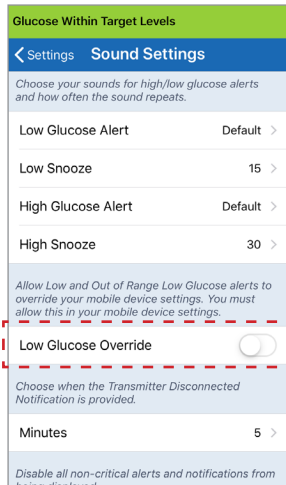 Glucose Within Target Levels
Settings Sound Settings
Choose your sounds for high/low glucose alerts
and how often the sound repeats.
Low Glucose Alert Default
Low Snooze 15
High Glucose Alert Default
High Snooze 30
Allow Low and Out of Range Low Glucose alerts to
override your mobile device settings. You must
allow this in your mobile device settings.
Low Glucose Override
Choose when the Transmitter Disconnected
Notification is provided.
Minutes 5
Disable all non-critical alerts and notifications from
being displayed